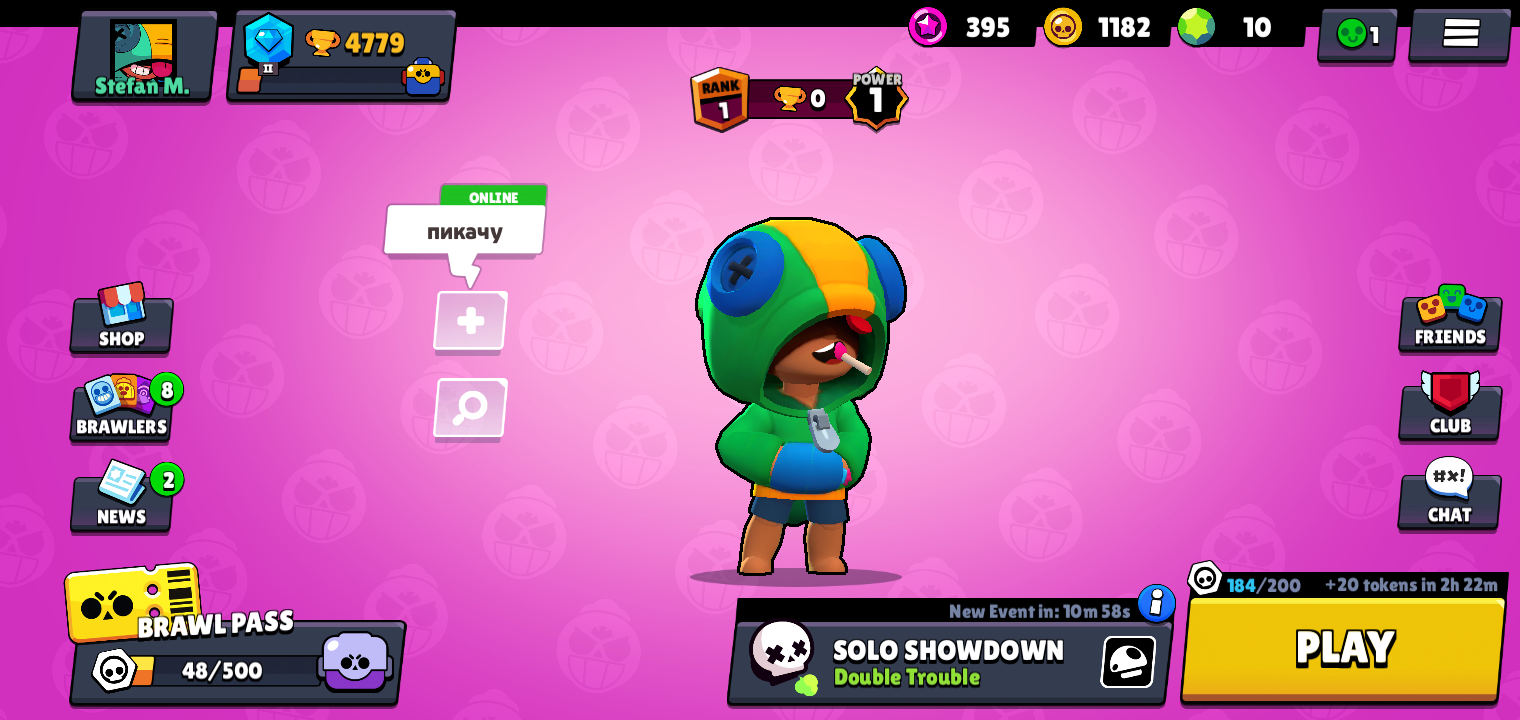 Stefan M.
II
4779
395
1182
10
1
RANK
1
0
POWER
1
ONLINE
пикачу
SHOP
8
BRAWLERS
2
NEWS
FRIENDS
CLUB
#x!
CHAT
BRAWL PASS
48/500
New Event in: 10m 58s
i
SOLO SHOWDOWN
Double Trouble
184/200
+20 tokens in 2h 22m
PLAY